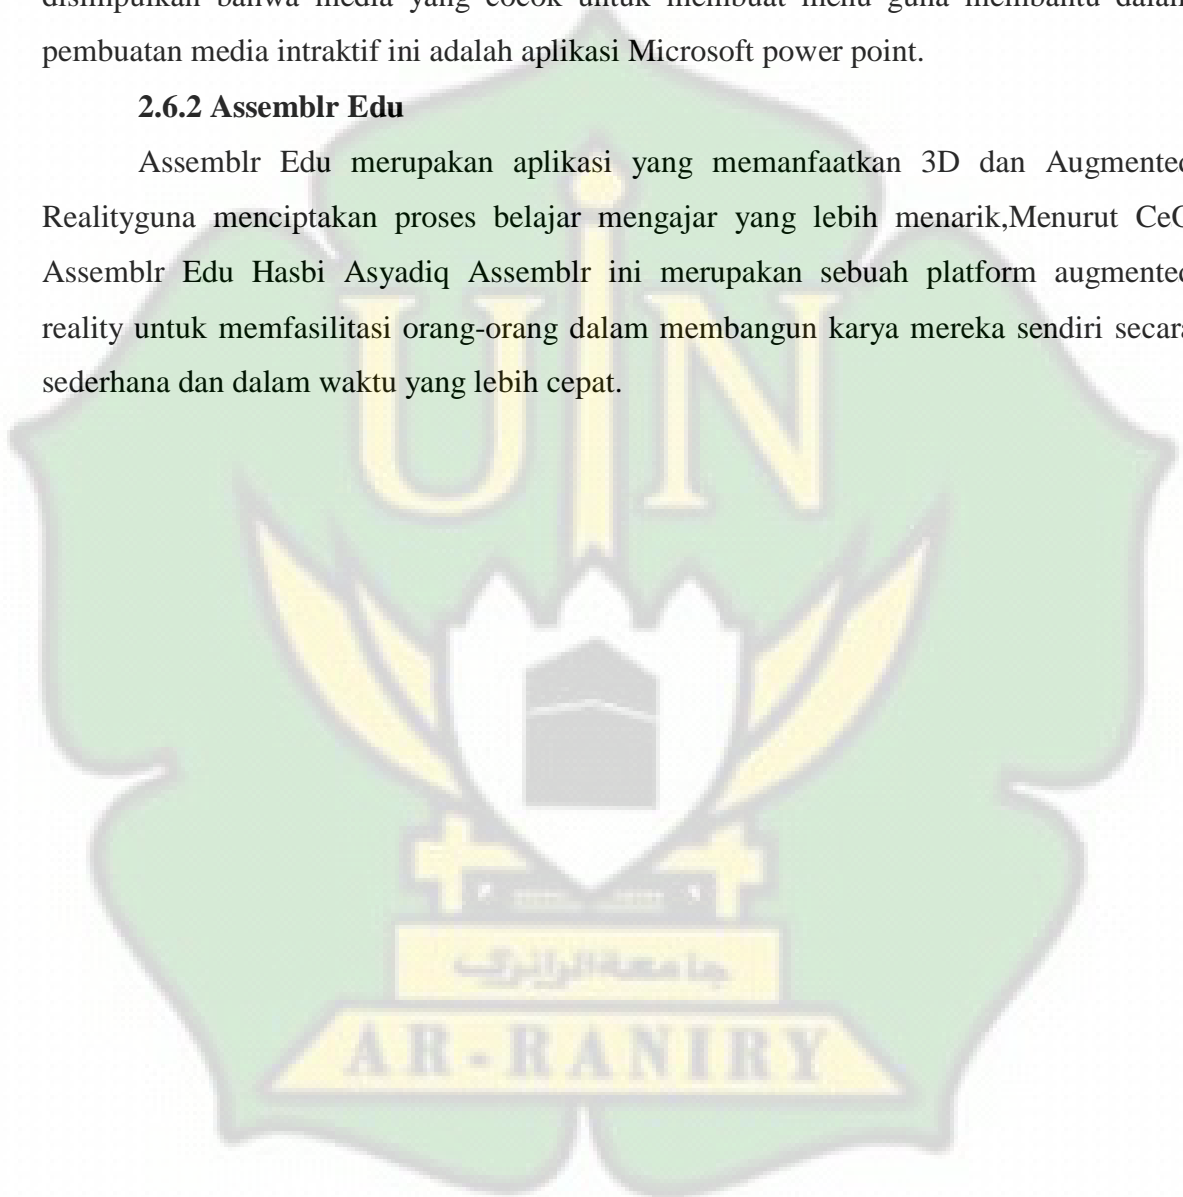 disimpulkan bahwa media yang cocok untuk membuat menu guna membantu dalam
pembuatan media intraktif ini adalah aplikasi Microsoft power point.
2.6.2 Assemblr Edu
Assemblr Edu merupakan aplikasi yang memanfaatkan 3D dan Augmented
Realityguna menciptakan proses belajar mengajar yang lebih menarik,Menurut CeO
Assemblr Edu Hasbi Asyadiq Assemblr ini merupakan sebuah platform augmented
reality untuk memfasilitasi orang-orang dalam membangun karya mereka sendiri secara
sederhana dan dalam waktu yang lebih cepat.
UIN
جامعة الرانري
AR-RANIRY